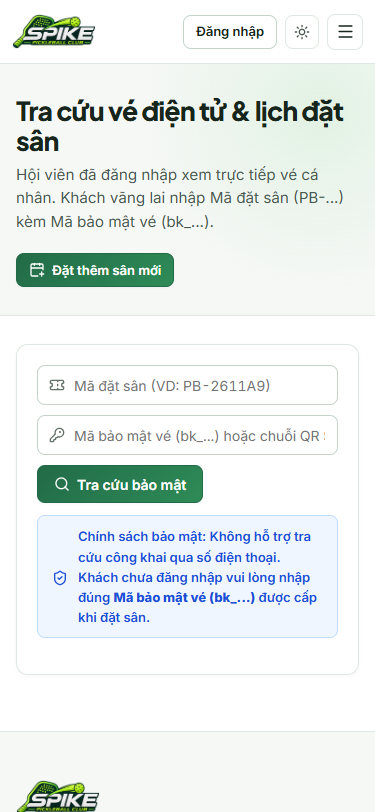 SPIKE
PICKLEBALL CLUB
Đăng nhập
Tra cứu vé điện tử & lịch đặt
sân
Hội viên đã đăng nhập xem trực tiếp vé cá
nhân. Khách vãng lai nhập Mã đặt sân (PB-...)
kèm Mã bảo mật vé (bk_...).
Đặt thêm sân mới
Mã đặt sân (VD: PB-2611A9)
Mã bảo mật vé (bk_...) hoặc chuỗi QR
Tra cứu bảo mật
Chính sách bảo mật: Không hỗ trợ tra
cứu công khai qua số điện thoại.
Khách chưa đăng nhập vui lòng nhập
đúng Mã bảo mật vé (bk_...) được cấp
khi đặt sân.
SPIKE
PICKLEBALL CLUB